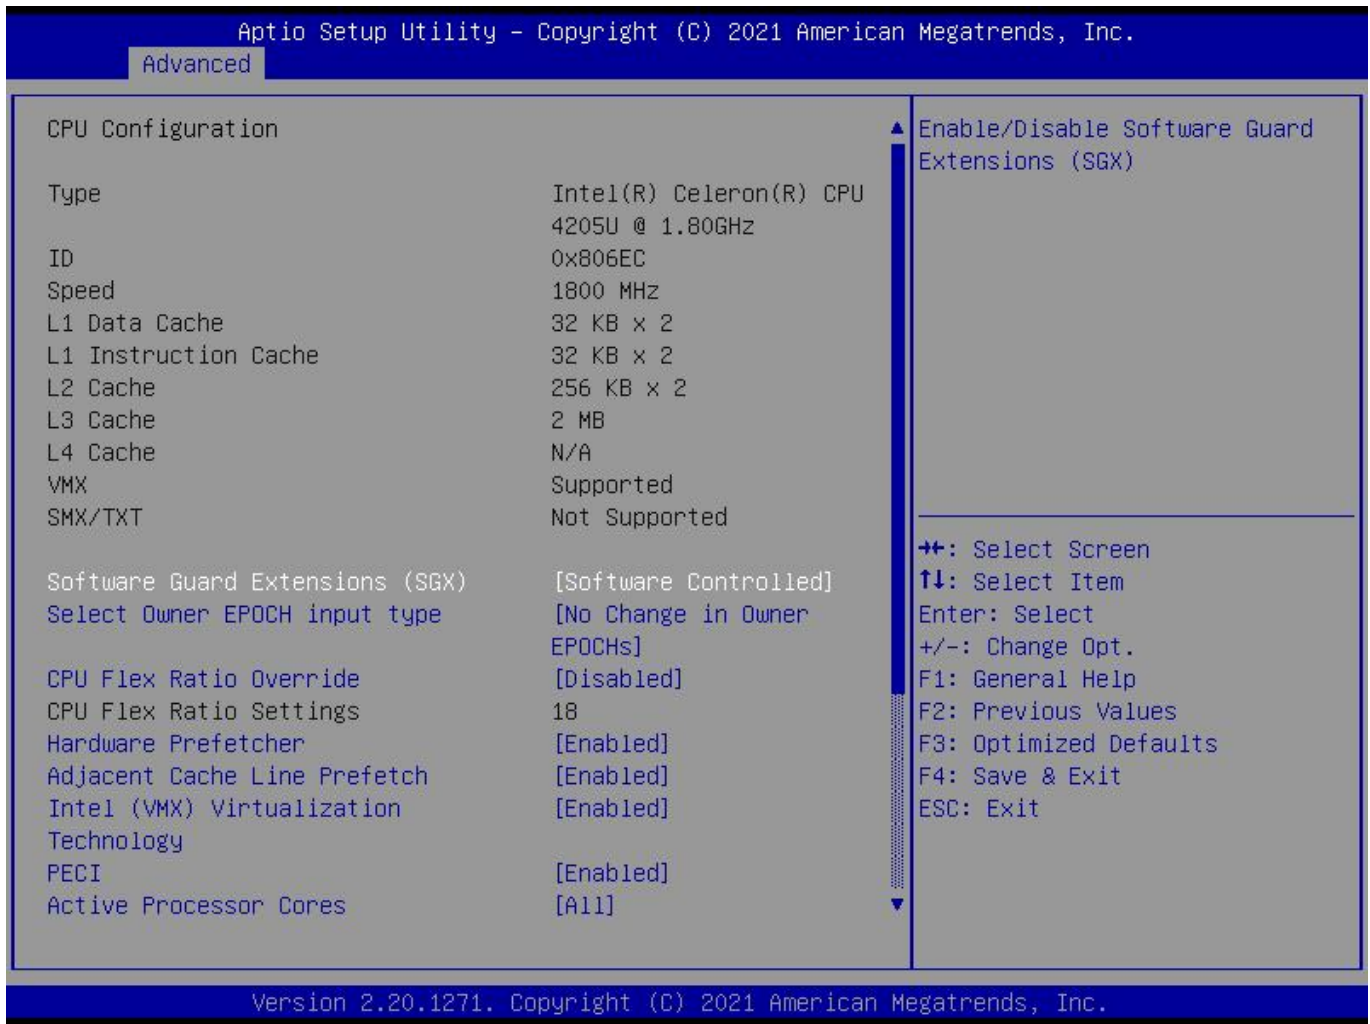 Aptio Setup Utility – Copyright (C) 2021 American Megatrends, Inc.
Advanced
CPU Configuration
Type Intel(R) Celeron(R) CPU
4205U @ 1.80GHz
ID 0x806EC
Speed 1800 MHz
L1 Data Cache 32 KB x 2
L1 Instruction Cache 32 KB x 2
L2 Cache 256 KB x 2
L3 Cache 2 MB
L4 Cache N/A
VMX Supported
SMX/TXT Not Supported
Software Guard Extensions (SGX) [Software Controlled]
Select Owner EPOCH input type [No Change in Owner
EPOCHs]
CPU Flex Ratio Override [Disabled]
CPU Flex Ratio Settings 18
Hardware Prefetcher [Enabled]
Adjacent Cache Line Prefetch [Enabled]
Intel (VMX) Virtualization [Enabled]
Technology
PECI [Enabled]
Active Processor Cores [All]
Enable/Disable Software Guard
Extensions (SGX)
→←: Select Screen
↑↓: Select Item
Enter: Select
+/-: Change Opt.
F1: General Help
F2: Previous Values
F3: Optimized Defaults
F4: Save & Exit
ESC: Exit
Version 2.20.1271. Copyright (C) 2021 American Megatrends, Inc.